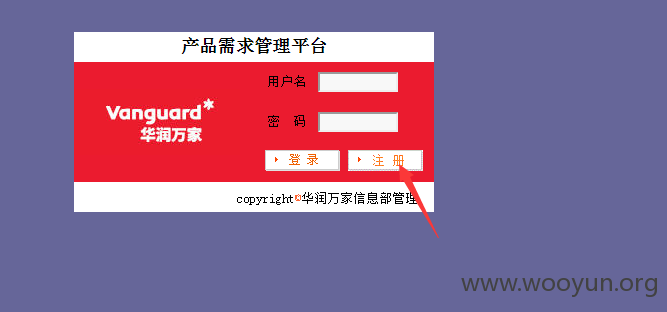 产品需求管理平台
用户名
Vanguard*
华润万家
密 码
登 录 注 册
copyright©华润万家信息部管理
www.wooyun.org